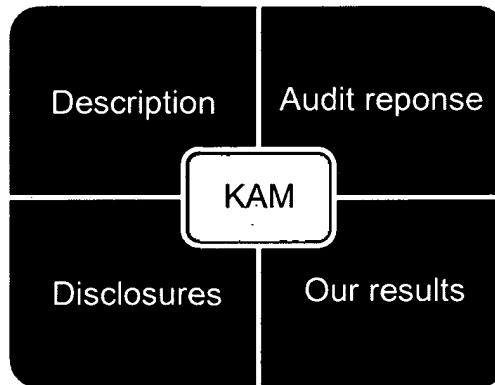 Description
Audit reponse
KAM
Disclosures
Our results